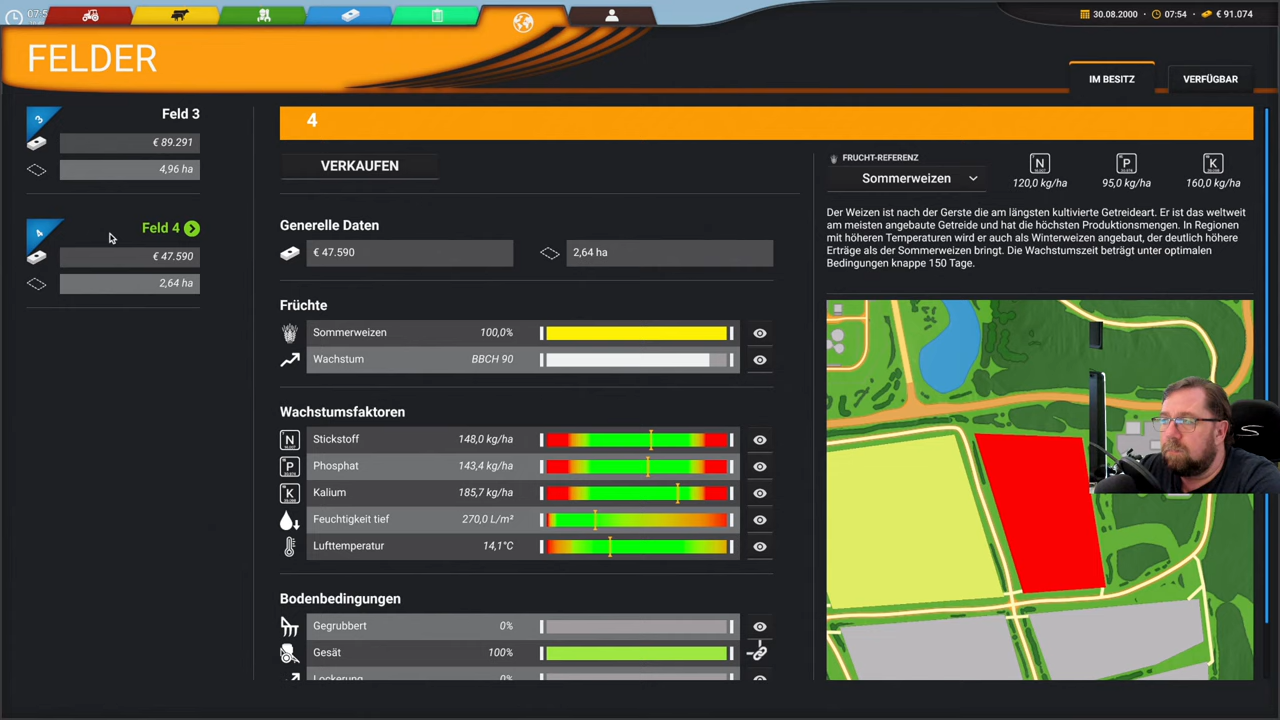 07:5
30.08.2000
07:54
€ 91.074
FELDER
IM BESITZ
VERFÜGBAR
3
Feld 3
€ 89.291
4,96 ha
4
Feld 4
€ 47.590
2,64 ha
4
VERKAUFEN
Generelle Daten
€ 47.590
2,64 ha
Früchte
Sommerweizen 100,0%
Wachstum BBCH 90
Wachstumsfaktoren
N Stickstoff 148,0 kg/ha
P Phosphat 143,4 kg/ha
K Kalium 185,7 kg/ha
Feuchtigkeit tief 270,0 L/m²
Lufttemperatur 14,1°C
Bodenbedingungen
Gegrubbert 0%
Gesät 100%
Lockerung 0%
FRUCHT-REFERENZ
Sommerweizen
N
120,0 kg/ha
P
95,0 kg/ha
K
160,0 kg/ha
Der Weizen ist nach der Gerste die am längsten kultivierte Getreideart. Er ist das weltweit
am meisten angebaute Getreide und hat die höchsten Produktionsmengen. In Regionen
mit höheren Temperaturen wird er auch als Winterweizen angebaut, der deutlich höhere
Erträge als der Sommerweizen bringt. Die Wachstumszeit beträgt unter optimalen
Bedingungen knappe 150 Tage.